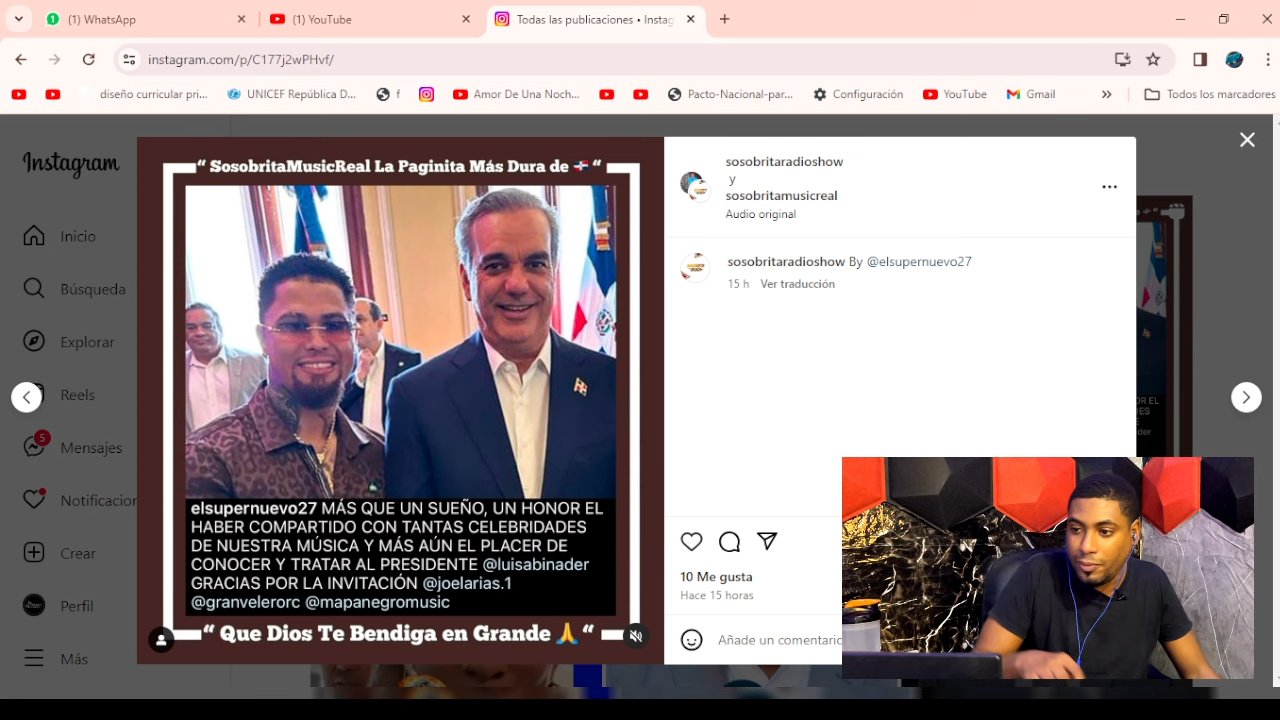 (1) WhatsApp
(1) YouTube
Todas las publicaciones • Instag
instagram.com/p/C177j2wPHvf/
diseño curricular pri...
UNICEF República D...
f
Amor De Una Noch...
Pacto-Nacional-par...
Configuración
YouTube
Gmail
Todos los marcadores
Instagram
Inicio
Búsqueda
Explorar
Reels
5
Mensajes
Notificacion
Crear
Perfil
Más
“ SosobritaMusicReal La Paginita Más Dura de 🇩🇴 “
elsupernuevo27 MÁS QUE UN SUEÑO, UN HONOR EL
HABER COMPARTIDO CON TANTAS CELEBRIDADES
DE NUESTRA MÚSICA Y MÁS AÚN EL PLACER DE
CONOCER Y TRATAR AL PRESIDENTE @luisabinader
GRACIAS POR LA INVITACIÓN @joelarias.1
@granvelerorc @mapanegromusic
“ Que Dios Te Bendiga en Grande 🙏 “
sosobritaradioshow
y
sosobritamusicreal
Audio original
sosobritaradioshow By @elsupernuevo27
15 h Ver traducción
10 Me gusta
Hace 15 horas
Añade un comentario